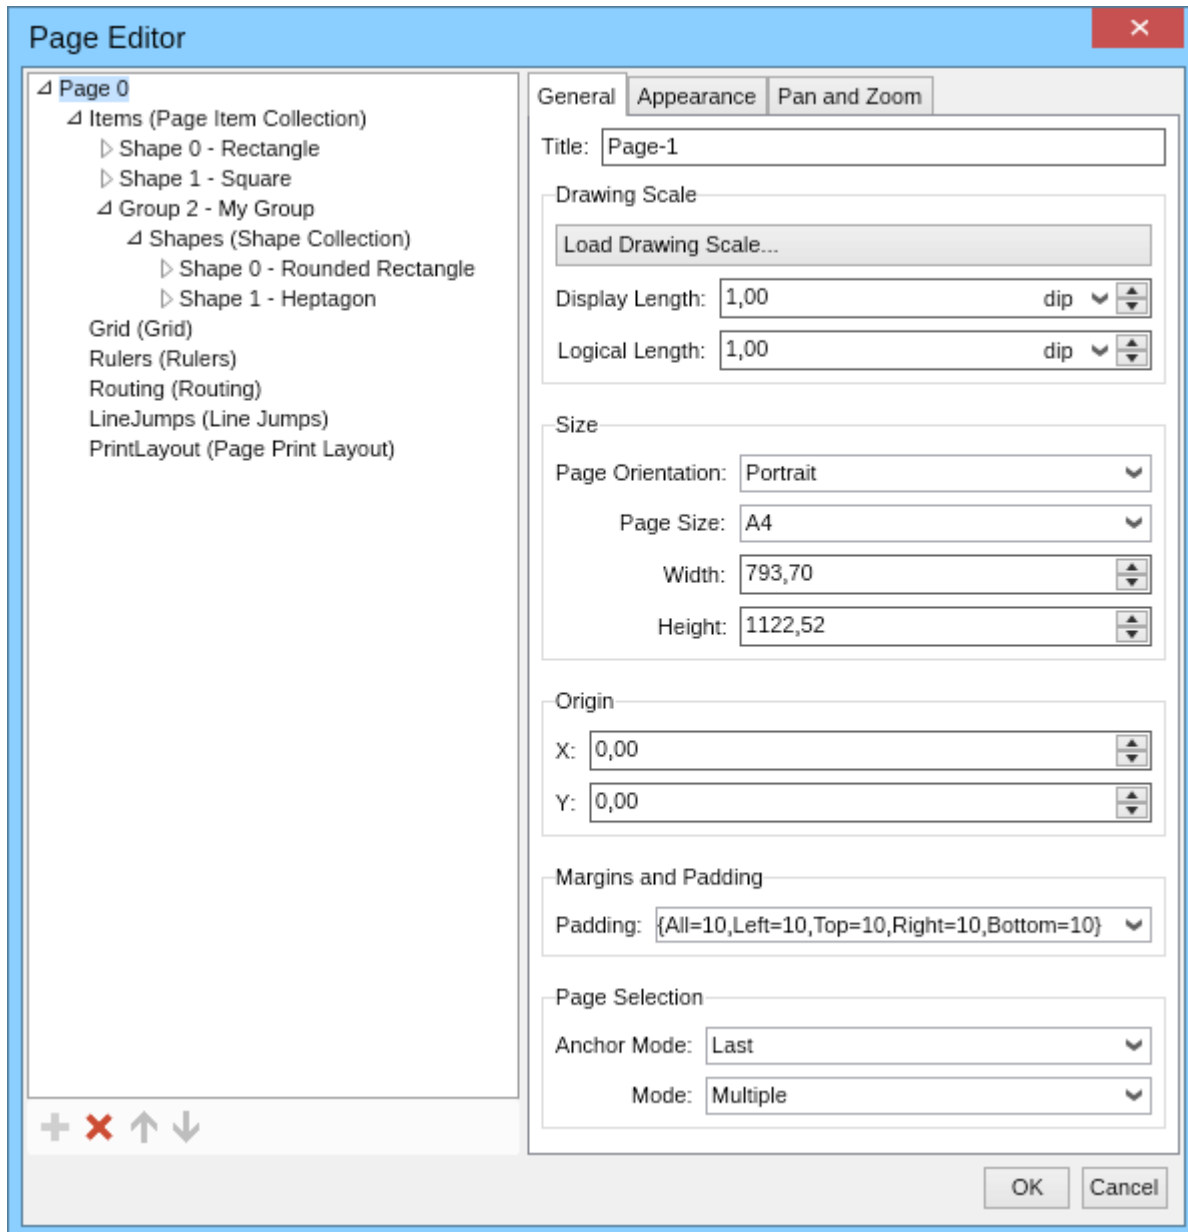 Page Editor
Page 0
Items (Page Item Collection)
Shape 0 - Rectangle
Shape 1 - Square
Group 2 - My Group
Shapes (Shape Collection)
Shape 0 - Rounded Rectangle
Shape 1 - Heptagon
Grid (Grid)
Rulers (Rulers)
Routing (Routing)
LineJumps (Line Jumps)
PrintLayout (Page Print Layout)
General Appearance Pan and Zoom
Title: Page-1
Drawing Scale
Load Drawing Scale...
Display Length: 1,00 dip
Logical Length: 1,00 dip
Size
Page Orientation: Portrait
Page Size: A4
Width: 793,70
Height: 1122,52
Origin
X: 0,00
Y: 0,00
Margins and Padding
Padding: {All=10,Left=10,Top=10,Right=10,Bottom=10}
Page Selection
Anchor Mode: Last
Mode: Multiple
OK Cancel